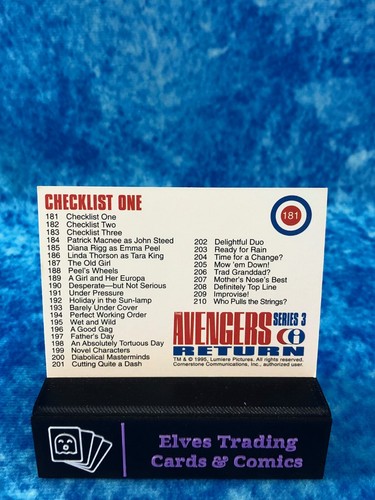 CHECKLIST ONE
181 Checklist One
182 Checklist Two
183 Checklist Three
184 Patrick Macnee as John Steed
185 Diana Rigg as Emma Peel
186 Linda Thorson as Tara King
187 The Old Girl
188 Peel's Wheels
189 A Girl and Her Europa
190 Desperate—but Not Serious
191 Under Pressure
192 Holiday in the Sun-lamp
193 Barely Under Cover
194 Perfect Working Order
195 Wet and Wild
196 A Good Gag
197 Father's Day
198 An Absolutely Tortuous Day
199 Novel Characters
200 Diabolical Masterminds
201 Cutting Quite a Dash
181
202 Delightful Duo
203 Ready for Rain
204 Time for a Change?
205 Mow 'em Down!
206 Trad Granddad?
207 Mother's Nose's Best
208 Definitely Top Line
209 Improvise!
210 Who Pulls the Strings?
AVENGERS SERIES 3
RETURN
TM & © 1995, Lumiere Pictures. All rights reserved.
Cornerstone Communications, Inc., authorized user.
Elves Trading
Cards & Comics